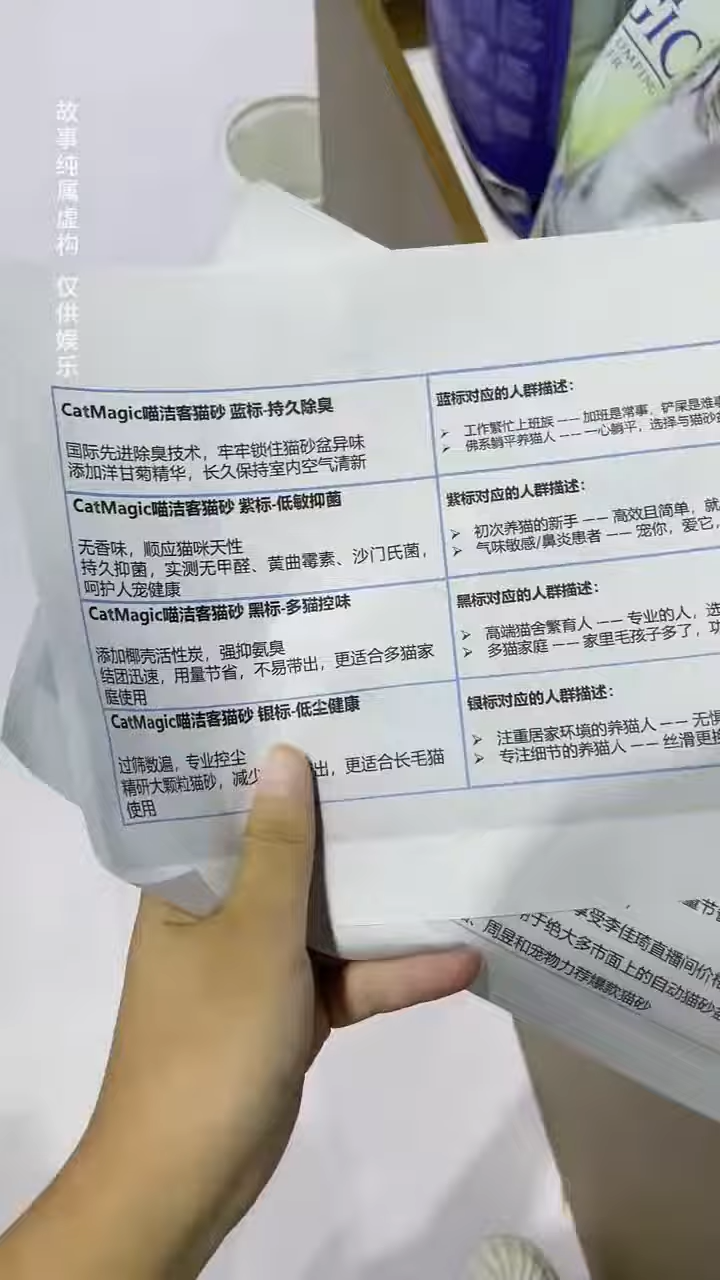 故事纯属虚构 仅供娱乐
GIC
CatMagic喵洁客猫砂 蓝标-持久除臭
国际先进除臭技术，牢牢锁住猫砂盆异味
添加洋甘菊精华，长久保持室内空气清新
蓝标对应的人群描述：
➢ 工作繁忙上班族 —— 加班是常事，铲屎是难事
➢ 佛系躺平养猫人 —— 一心躺平，选择与猫砂
CatMagic喵洁客猫砂 紫标-低敏抑菌
无香味，顺应猫咪天性
持久抑菌，实测无甲醛、黄曲霉素、沙门氏菌，
呵护人宠健康
紫标对应的人群描述：
➢ 初次养猫的新手 —— 高效且简单，就
➢ 气味敏感/鼻炎患者 —— 宠你，爱它，
CatMagic喵洁客猫砂 黑标-多猫控味
添加椰壳活性炭，强抑氨臭
结团迅速，用量节省，不易带出，更适合多猫家
庭使用
黑标对应的人群描述：
➢ 高端猫舍繁育人 —— 专业的人，选
➢ 多猫家庭 —— 家里毛孩子多了，功
CatMagic喵洁客猫砂 银标-低尘健康
过筛数遍，专业控尘
精研大颗粒猫砂，减少 出，更适合长毛猫
使用
银标对应的人群描述：
➢ 注重居家环境的养猫人 —— 无惧
➢ 专注细节的养猫人 —— 丝滑更换
享受李佳琦直播间价格
于绝大多市面上的自动猫砂盆
周昱和宠物力荐爆款猫砂